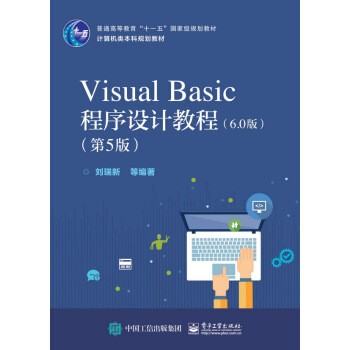 普通高等教育“十一五”国家级规划教材
计算机类本科规划教材
十一五
Visual Basic
程序设计教程（6.0版）
（第5版）
刘瑞新 等编著
中国工信出版集团
电子工业出版社